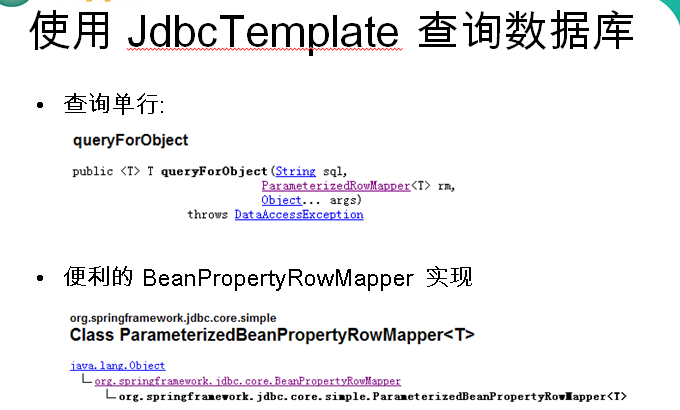 使用 JdbcTemplate 查询数据库
• 查询单行:
queryForObject
public <T> T queryForObject(String sql,
ParameterizedRowMapper<T> rm,
Object... args)
throws DataAccessException
• 便利的 BeanPropertyRowMapper 实现
org.springframework.jdbc.core.simple
Class ParameterizedBeanPropertyRowMapper<T>
java.lang.Object
org.springframework.jdbc.core.BeanPropertyRowMapper
org.springframework.jdbc.core.simple.ParameterizedBeanPropertyRowMapper<T>